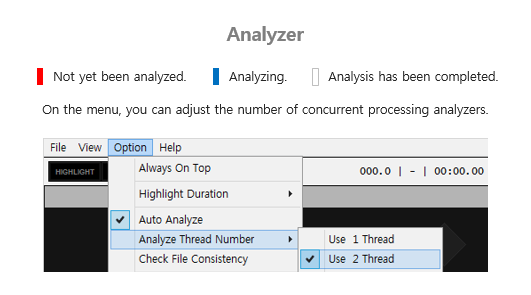 Analyzer
Not yet been analyzed. Analyzing. Analysis has been completed.
On the menu, you can adjust the number of concurrent processing analyzers.
File View Option Help
HIGHLIGHT 000.0 | - | 00:00.00
Always On Top
Highlight Duration
Auto Analyze
Analyze Thread Number
Use 1 Thread
Check File Consistency
Use 2 Thread